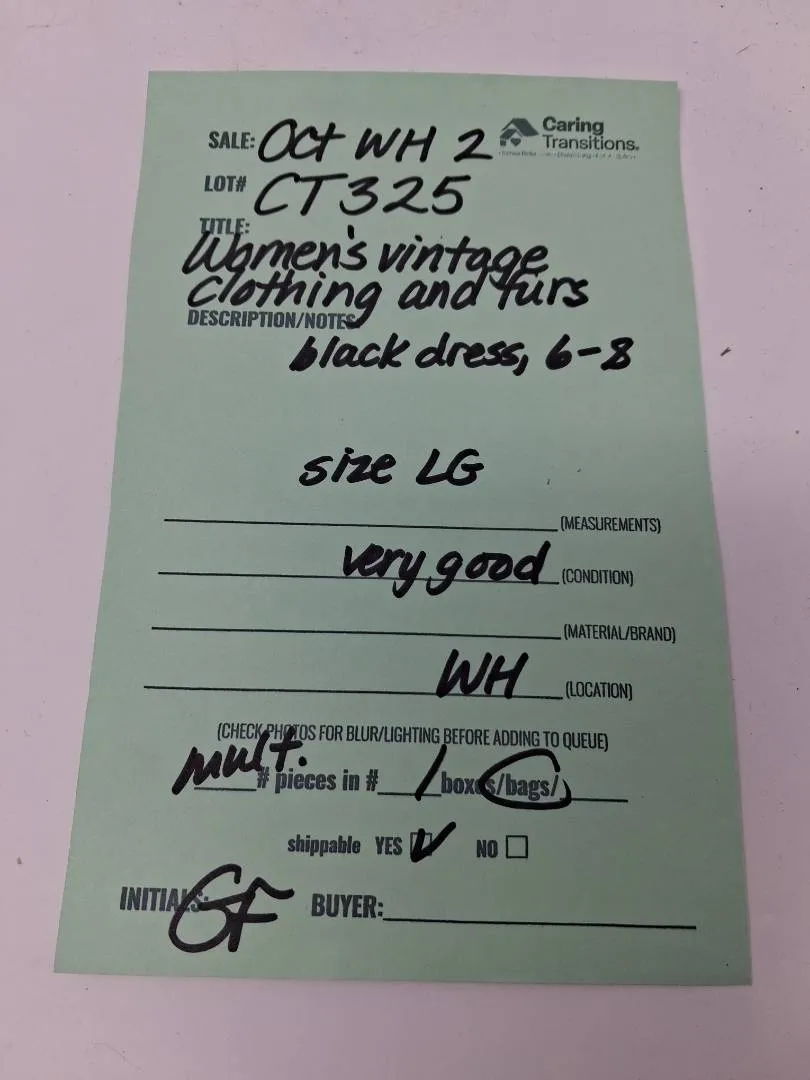 SALE: Oct WH 2 Caring
Transitions.
LOT# CT325
TITLE:
Women's vintage
clothing and furs
DESCRIPTION/NOTES
black dress, 6-8
size LG
(MEASUREMENTS)
very good (CONDITION)
(MATERIAL/BRAND)
WH (LOCATION)
(CHECK PHOTOS FOR BLUR/LIGHTING BEFORE ADDING TO QUEUE)
mult. # pieces in # 1 boxes/bags/
shippable YES NO
INITIALS: GF BUYER: